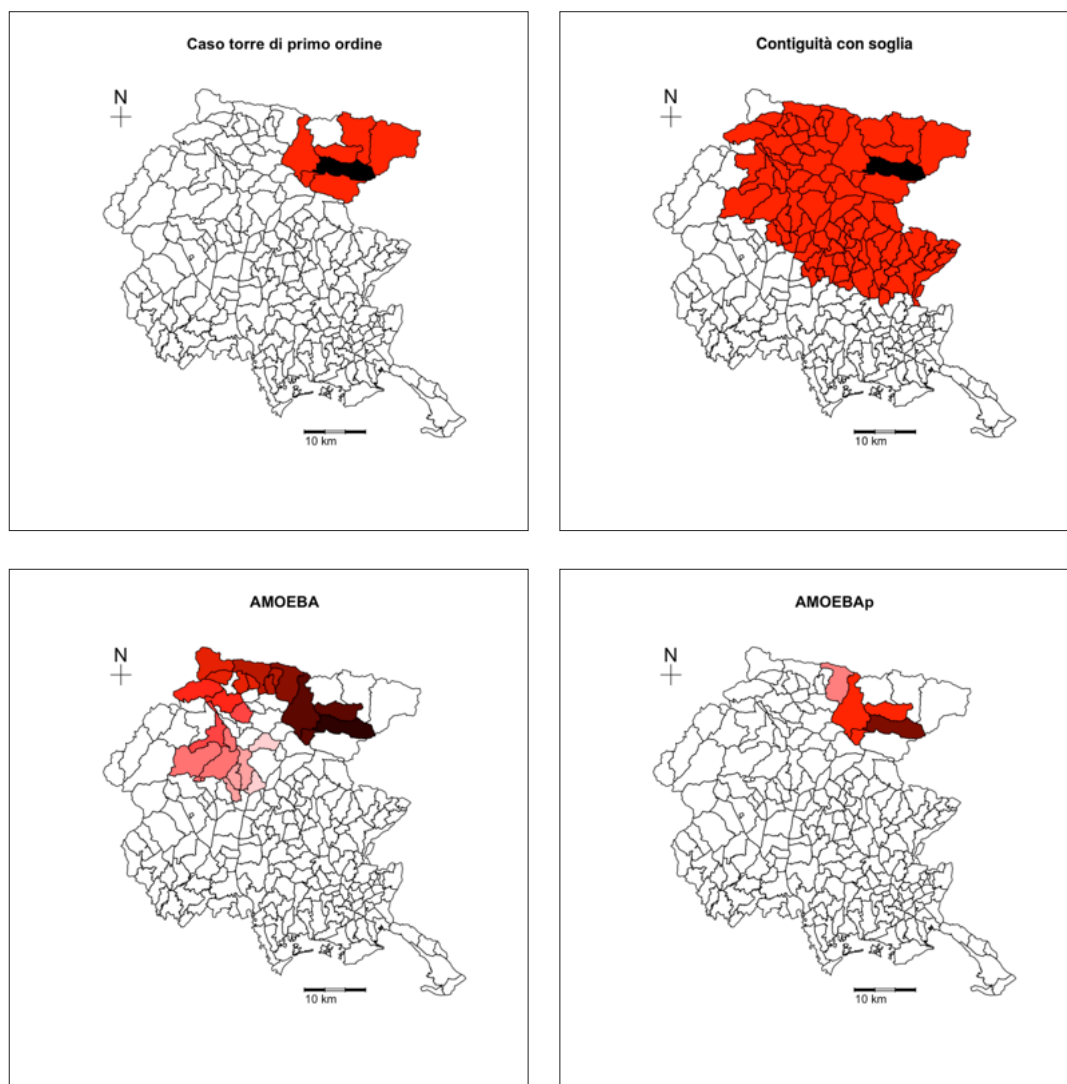 Caso torre di primo ordine
N
10 km
Contiguità con soglia
N
10 km
AMOEBA
N
10 km
AMOEBAp
N
10 km